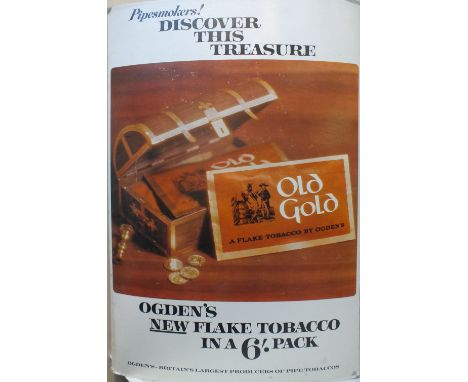 Pipesmokers!
DISCOVER
THIS
TREASURE
Old
Gold
A FLAKE TOBACCO BY OGDEN'S
OGDEN'S
NEW FLAKE TOBACCO
IN A 6/- PACK
OGDEN'S · BRITAIN'S LARGEST PRODUCERS OF PIPE TOBACCOS